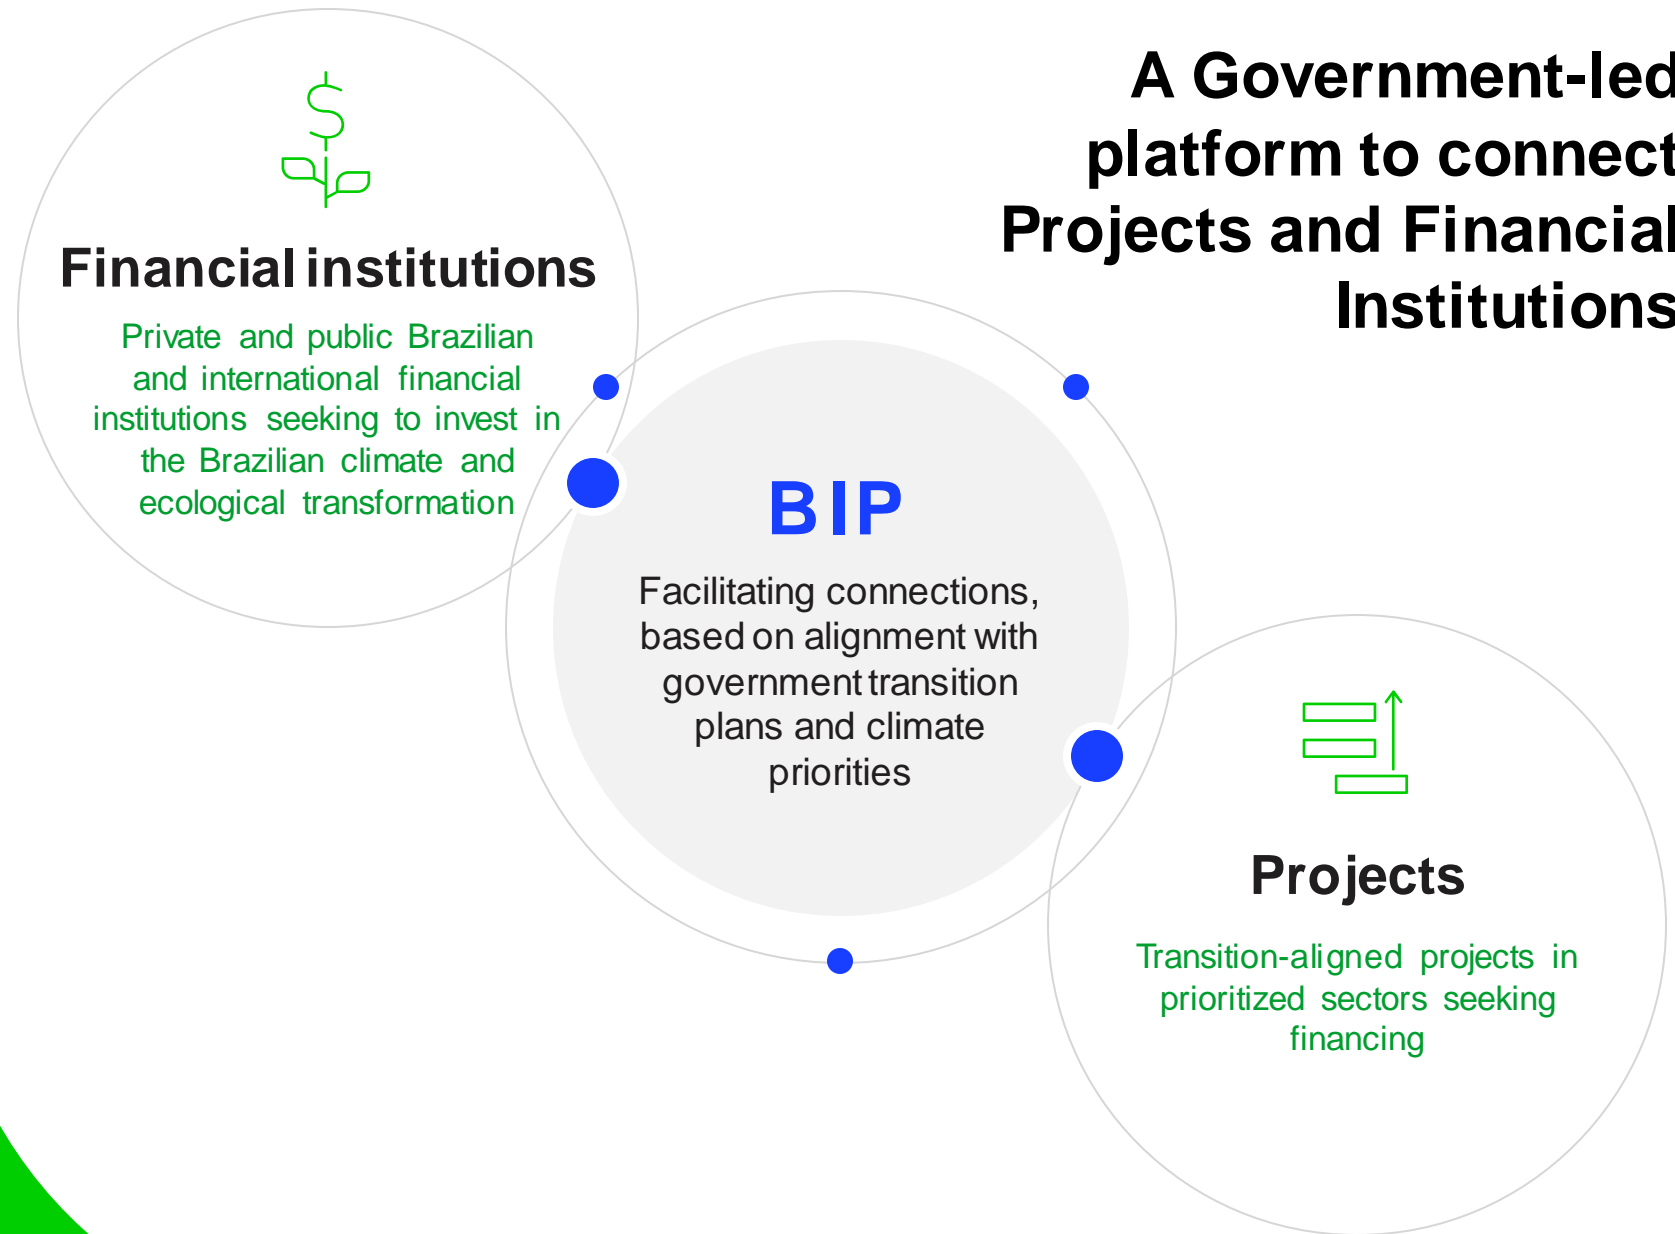 A Government-led
platform to connect
Projects and Financial
Institutions
Financial institutions
Private and public Brazilian
and international financial
institutions seeking to invest in
the Brazilian climate and
ecological transformation
BIP
Facilitating connections,
based on alignment with
government transition
plans and climate
priorities
Projects
Transition-aligned projects in
prioritized sectors seeking
financing